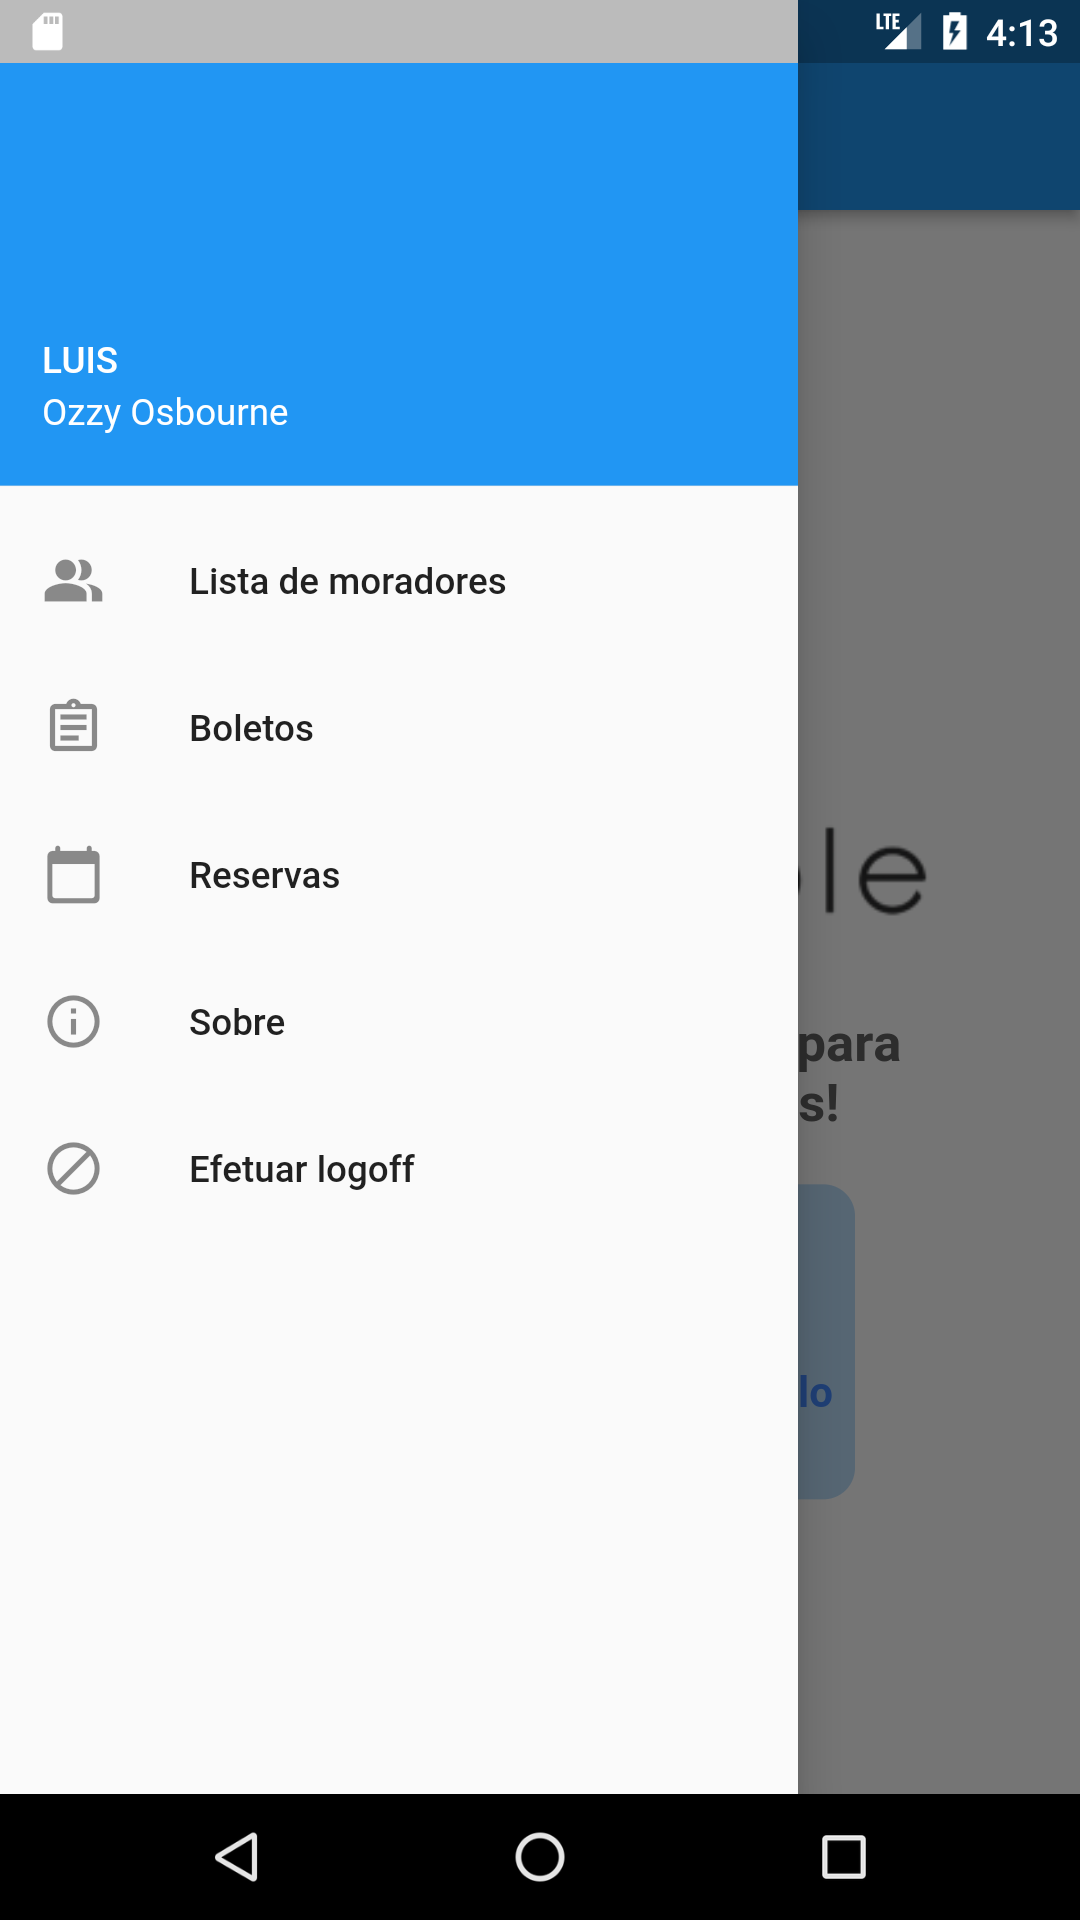 LTE 4:13
LUIS
Ozzy Osbourne
Lista de moradores
Boletos
Reservas
le
Sobre
para
s!
Efetuar logoff
lo